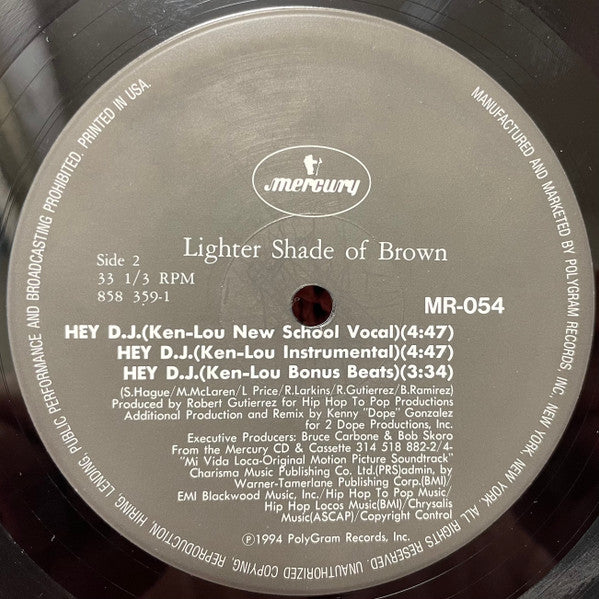 mercury
Lighter Shade of Brown
Side 2
33 1/3 RPM
858 359-1
MR-054
HEY D.J.(Ken-Lou New School Vocal)(4:47)
HEY D.J.(Ken-Lou Instrumental)(4:47)
HEY D.J.(Ken-Lou Bonus Beats)(3:34)
(S.Hague/M.McLaren/L Price/R.Larkins/R.Gutierrez/B.Ramirez)
Produced by Robert Gutierrez for Hip Hop To Pop Productions
Additional Production and Remix by Kenny "Dope" Gonzalez
for 2 Dope Productions, Inc.
Executive Producers: Bruce Carbone & Bob Skoro
From the Mercury CD & Cassette 314 518 882-2/4-
"Mi Vida Loca-Original Motion Picture Soundtrack"
Charisma Music Publishing Co. Ltd.(PRS)admin, by
Warner-Tamerlane Publishing Corp.(BMI)/
EMI Blackwood Music, Inc./Hip Hop To Pop Music/
Hip Hop Locos Music(BMI)/Chrysalis
Music(ASCAP)/Copyright Control
Ⓟ1994 PolyGram Records, Inc.
MANUFACTURED AND MARKETED BY POLYGRAM RECORDS, INC. NEW YORK, NEW YORK. ALL RIGHTS RESERVED. UNAUTHORIZED COPYING, REPRODUCTION HIRING, LENDING, PUBLIC PERFORMANCE AND BROADCASTING PROHIBITED. PRINTED IN USA.